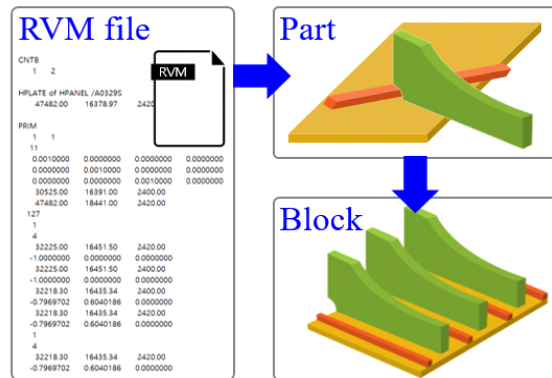 RVM file
CNTB
1 2
HPLATE of HPANEL /A0329S
47482.00 16378.97 2420
RVM
PRIM
1 1
11
0.0010000 0.0000000 0.0000000 0.0000000
0.0000000 0.0010000 0.0000000 0.0000000
0.0000000 0.0000000 0.0010000 0.0000000
30525.00 16391.00 2400.00
47482.00 18441.00 2420.00
127
1
4
32225.00 16451.50 2420.00
-1.0000000 0.0000000 0.0000000
32225.00 16451.50 2400.00
-1.0000000 0.0000000 0.0000000
32218.30 16435.34 2400.00
-0.7969702 0.6040186 0.0000000
32218.30 16435.34 2420.00
-0.7969702 0.6040186 0.0000000
1
4
32218.30 16435.34 2420.00
-0.7969702 0.6040186 0.0000000
Part
Block